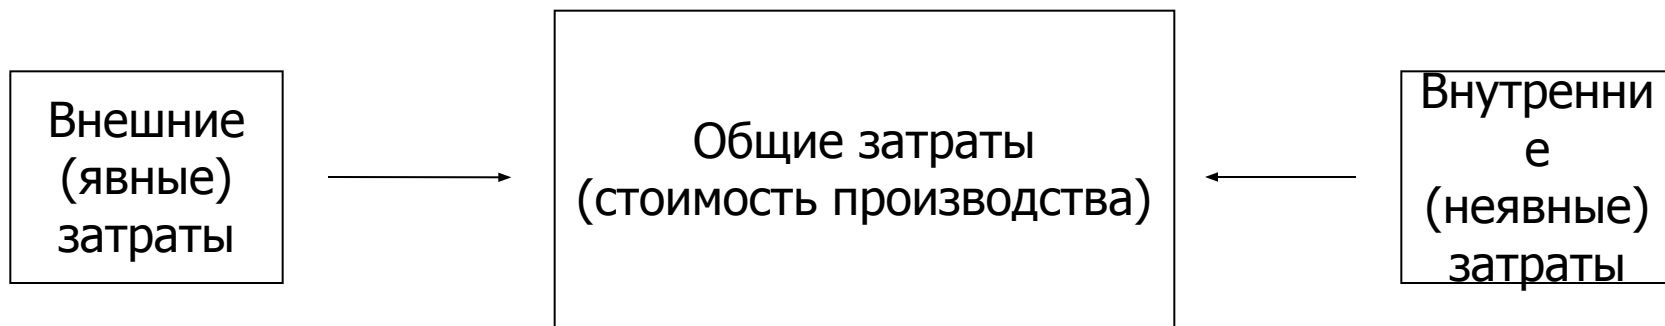 Внешние
(явные)
затраты
Общие затраты
(стоимость производства)
Внутренни
е
(неявные)
затраты